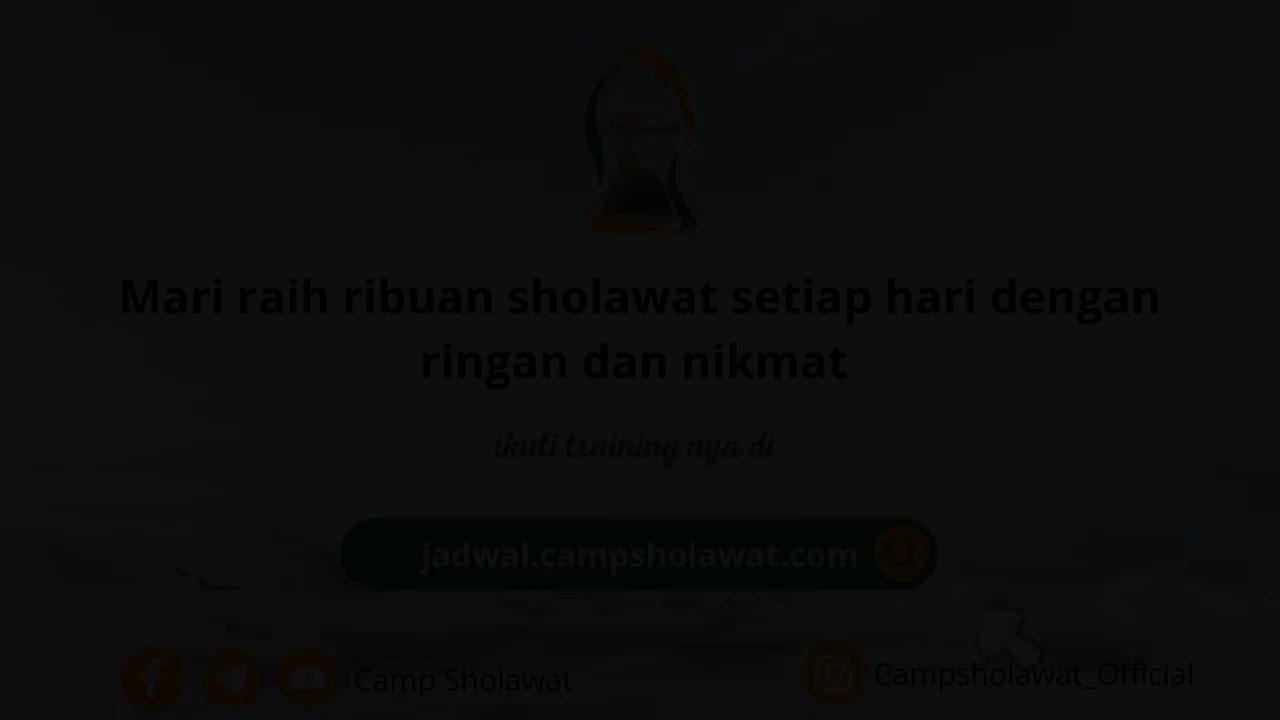 Mari raih ribuan sholawat setiap hari dengan
ringan dan nikmat
ikuti training nya di
jadwal.campsholawat.com
Camp Sholawat
Campsholawat_Official